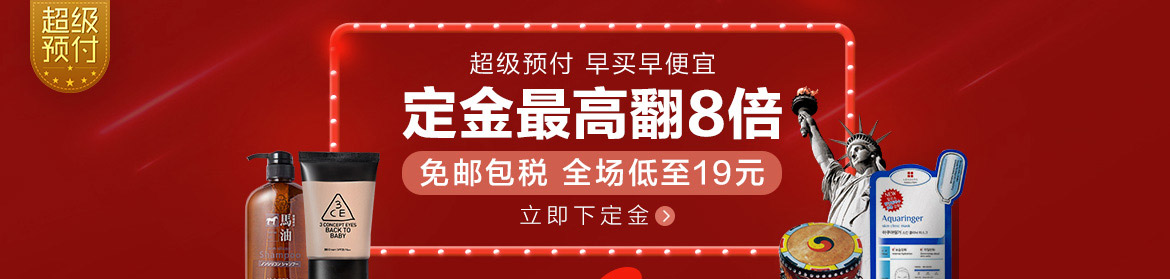 超级
预付
超级预付 早买早便宜
定金最高翻8倍
免邮包税 全场低至19元
立即下定金
馬
油
Shampoo
3
CE
3 CONCEPT EYES
BACK TO
BABY
NEW
Aquaringer